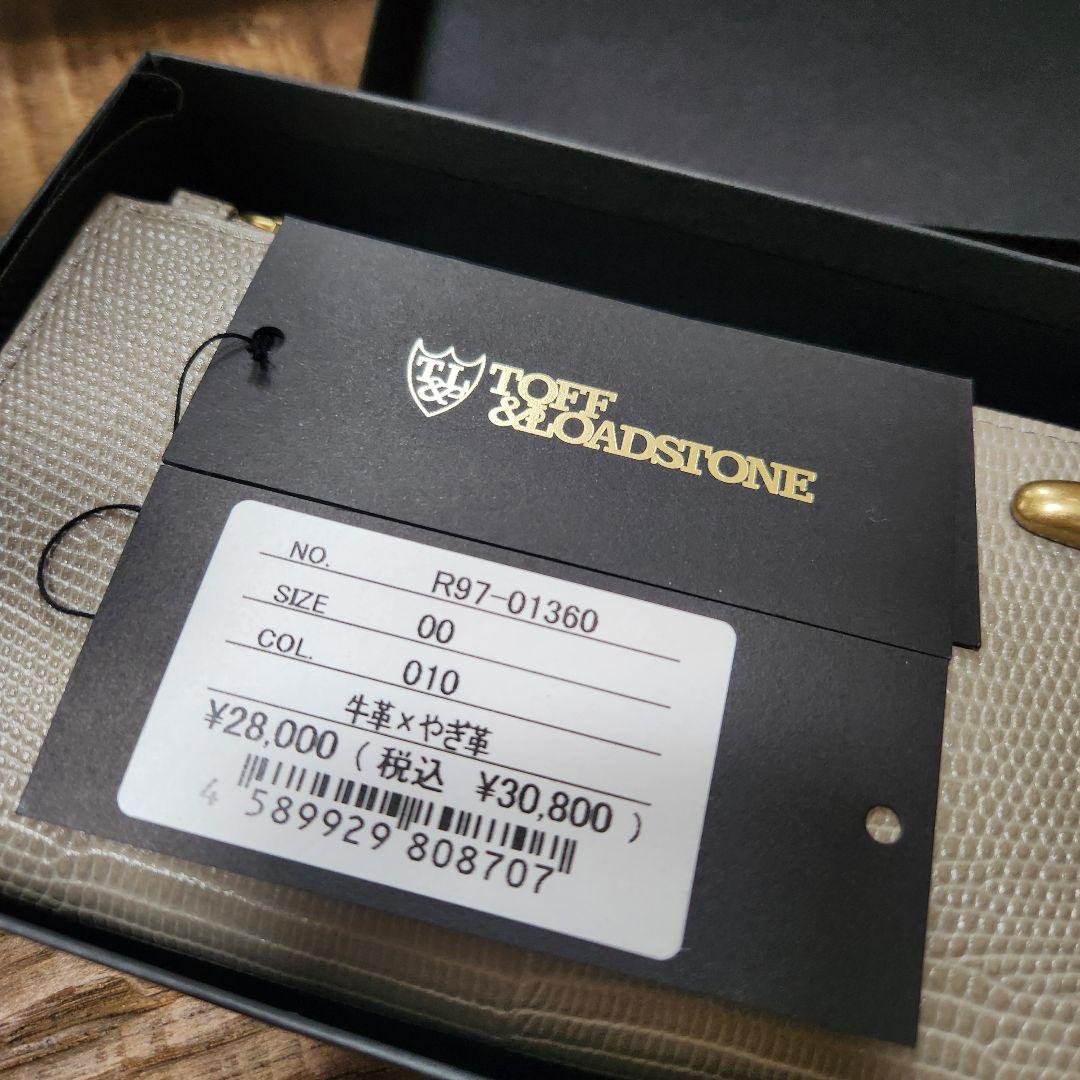 T&L
TOFF
&LOADSTONE
NO. R97-01360
SIZE 00
COL. 010
牛革×やぎ革
¥28,000 ( 税込 ¥30,800 )
4 589929 808707